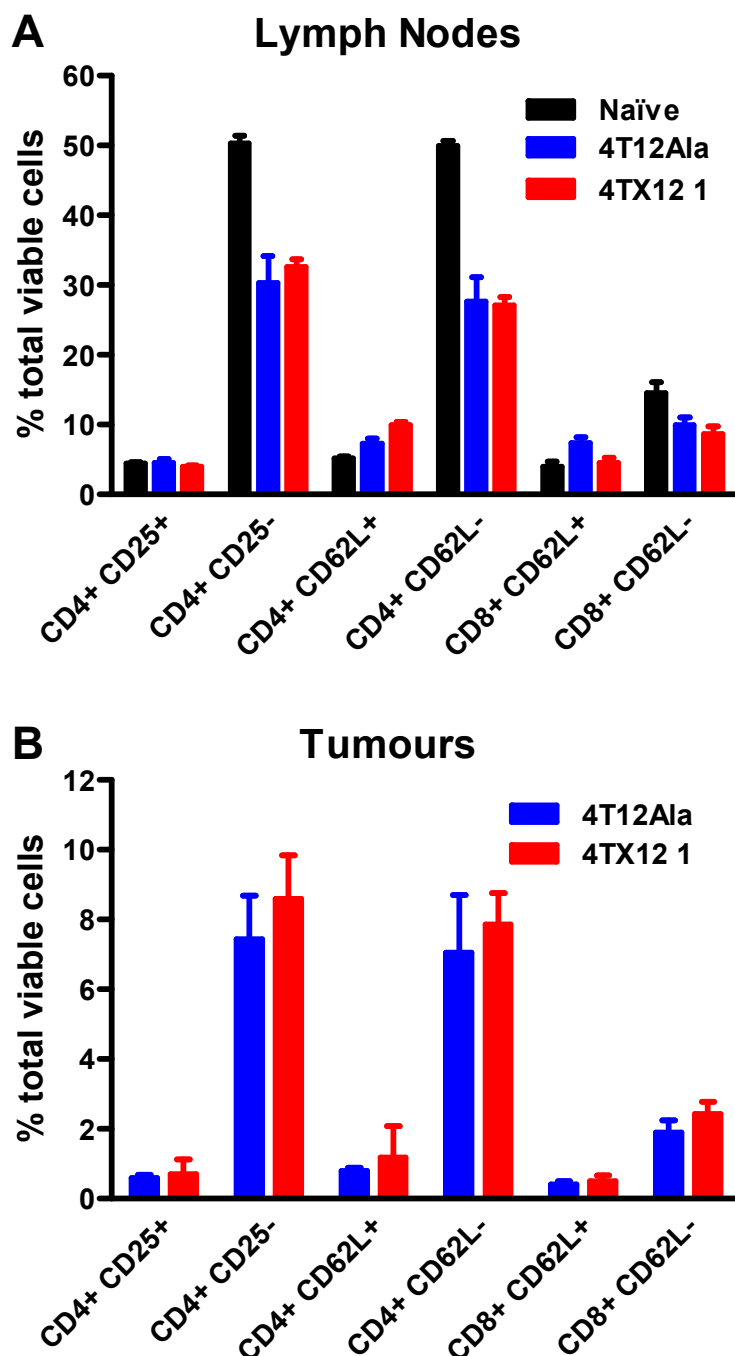 A
Lymph Nodes
% total viable cells
60
50
40
30
20
10
0
Naïve
4T12Ala
4TX12 1
CD4+ CD25+
CD4+ CD25-
CD4+ CD62L+
CD4+ CD62L-
CD8+ CD62L+
CD8+ CD62L-
B
Tumours
% total viable cells
12
10
8
6
4
2
0
4T12Ala
4TX12 1
CD4+ CD25+
CD4+ CD25-
CD4+ CD62L+
CD4+ CD62L-
CD8+ CD62L+
CD8+ CD62L-